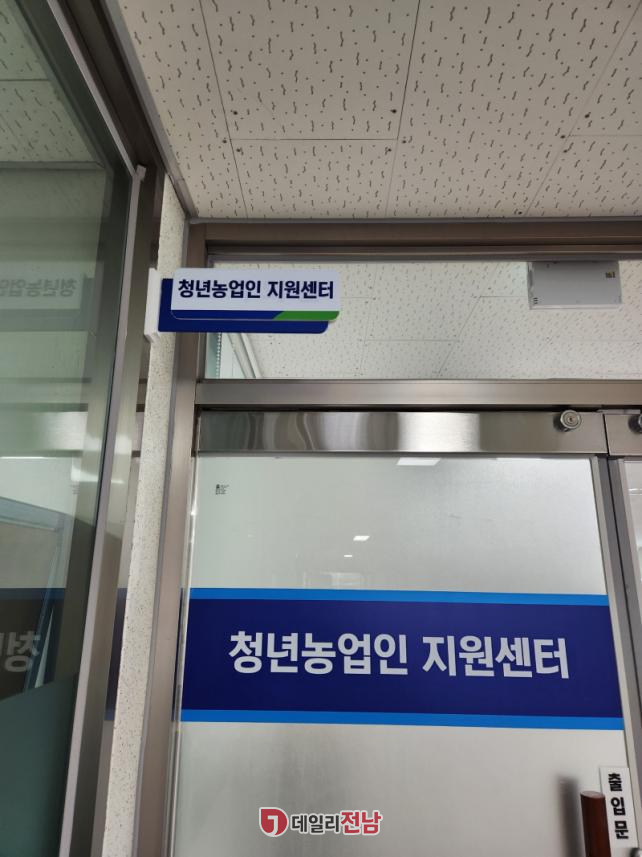 청년농업인 지원센터
청년농업인 지원센터
출입문
데일리전남